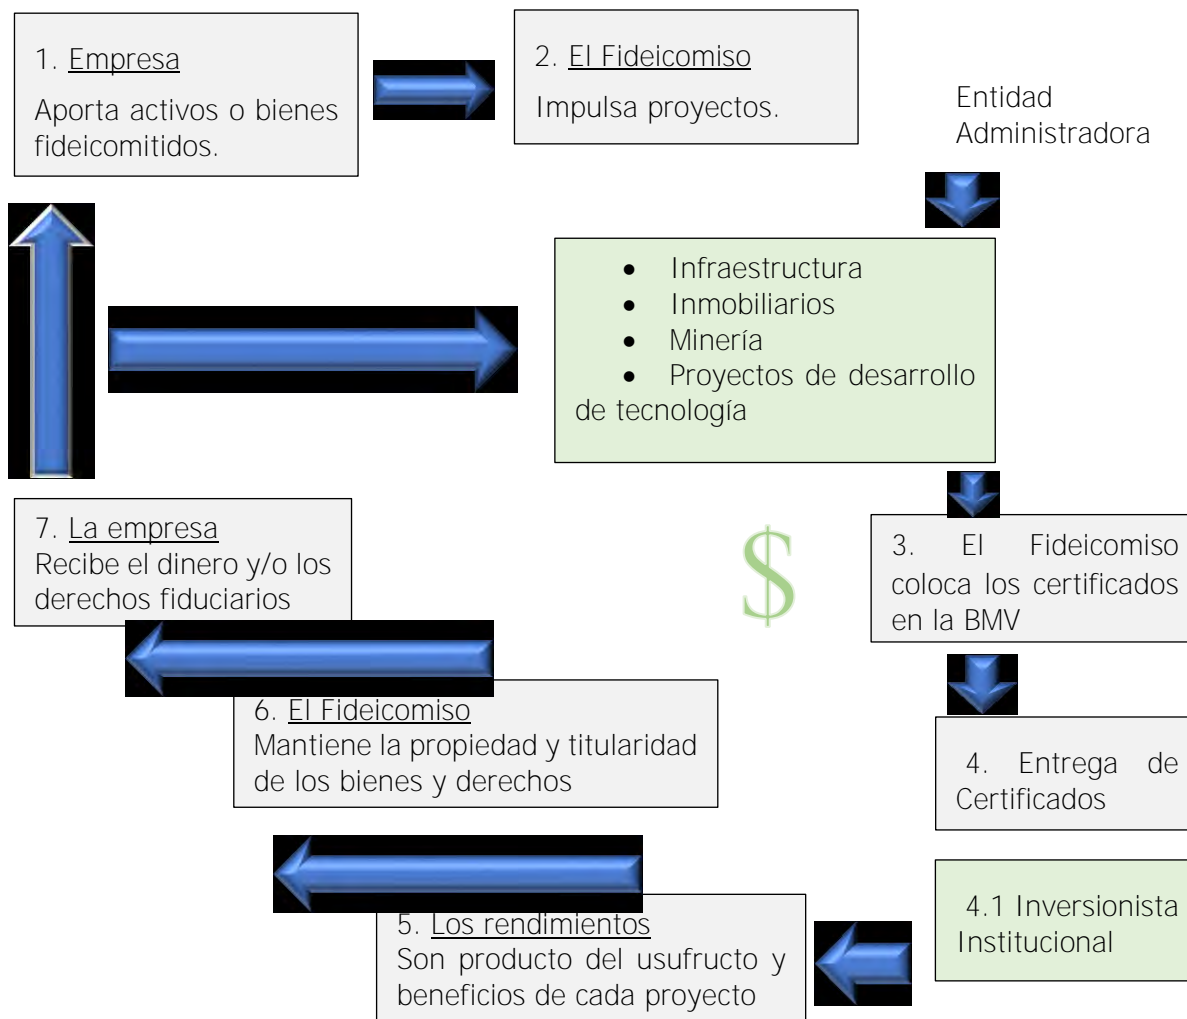 1. Empresa
Aporta activos o bienes
fideicomitidos.
2. El Fideicomiso
Impulsa proyectos.
Entidad
Administradora
• Infraestructura
• Inmobiliarios
• Minería
• Proyectos de desarrollo
de tecnología
3. El Fideicomiso
coloca los certificados
en la BMV
$
4. Entrega de
Certificados
4.1 Inversionista
Institucional
5. Los rendimientos
Son producto del usufructo y
beneficios de cada proyecto
6. El Fideicomiso
Mantiene la propiedad y titularidad
de los bienes y derechos
7. La empresa
Recibe el dinero y/o los
derechos fiduciarios